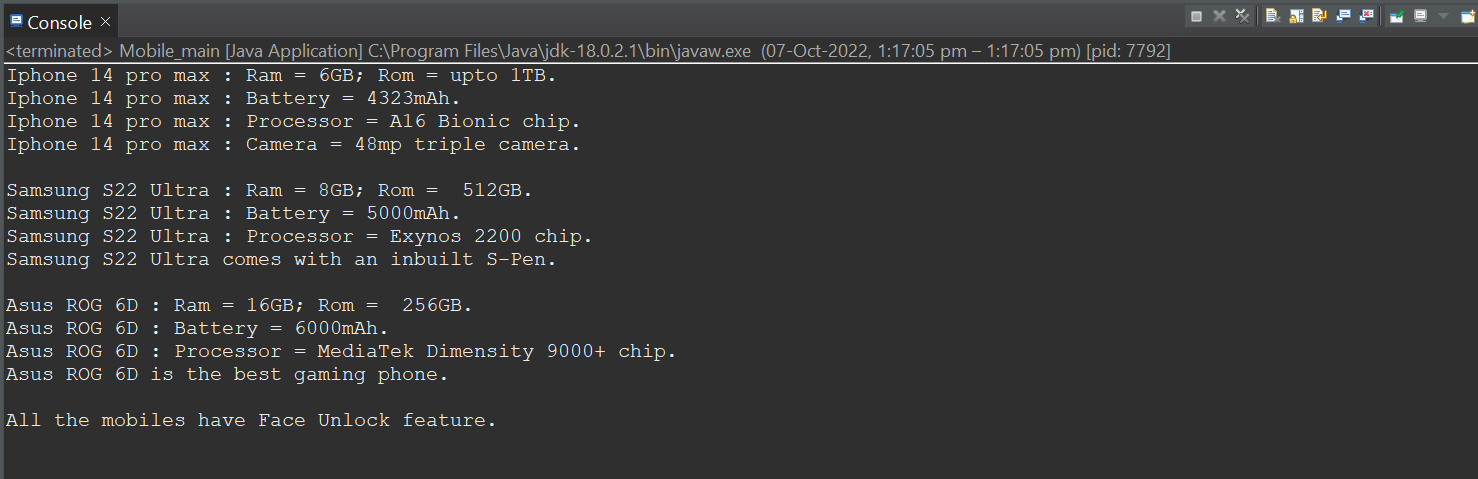 Console
<terminated> Mobile_main [Java Application] C:\Program Files\Java\jdk-18.0.2.1\bin\javaw.exe  (07-Oct-2022, 1:17:05 pm – 1:17:05 pm) [pid: 7792]
Iphone 14 pro max : Ram = 6GB; Rom = upto 1TB.
Iphone 14 pro max : Battery = 4323mAh.
Iphone 14 pro max : Processor = A16 Bionic chip.
Iphone 14 pro max : Camera = 48mp triple camera.

Samsung S22 Ultra : Ram = 8GB; Rom =  512GB.
Samsung S22 Ultra : Battery = 5000mAh.
Samsung S22 Ultra : Processor = Exynos 2200 chip.
Samsung S22 Ultra comes with an inbuilt S-Pen.

Asus ROG 6D : Ram = 16GB; Rom =  256GB.
Asus ROG 6D : Battery = 6000mAh.
Asus ROG 6D : Processor = MediaTek Dimensity 9000+ chip.
Asus ROG 6D is the best gaming phone.

All the mobiles have Face Unlock feature.